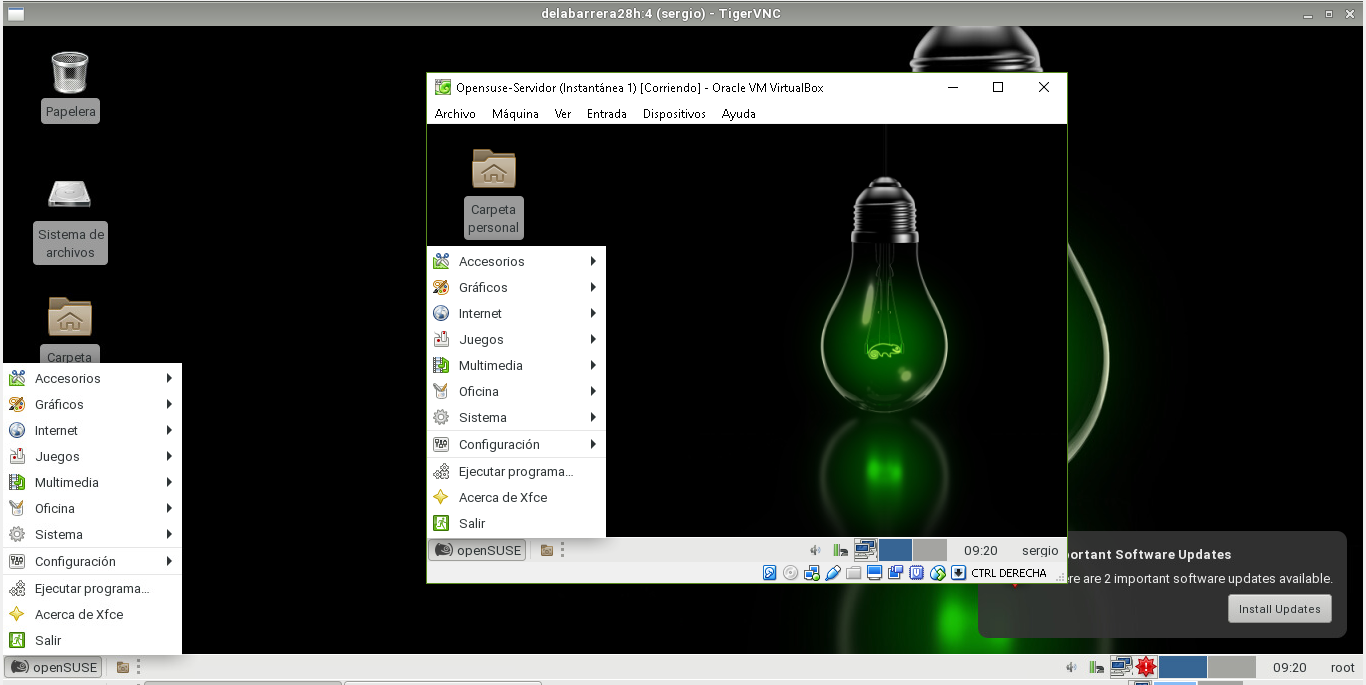 delabarrera28h:4 (sergio) - TigerVNC
Papelera
Sistema de
archivos
Carpeta
Accesorios
Gráficos
Internet
Juegos
Multimedia
Oficina
Sistema
Configuración
Ejecutar programa...
Acerca de Xfce
Salir
Opensuse-Servidor (Instantánea 1) [Corriendo] - Oracle VM VirtualBox
Archivo Máquina Ver Entrada Dispositivos Ayuda
Carpeta
personal
Accesorios
Gráficos
Internet
Juegos
Multimedia
Oficina
Sistema
Configuración
Ejecutar programa...
Acerca de Xfce
Salir
openSUSE 09:20 sergio
CTRL DERECHA
Software Updates
are 2 important software updates available.
Install Updates
openSUSE 09:20 root